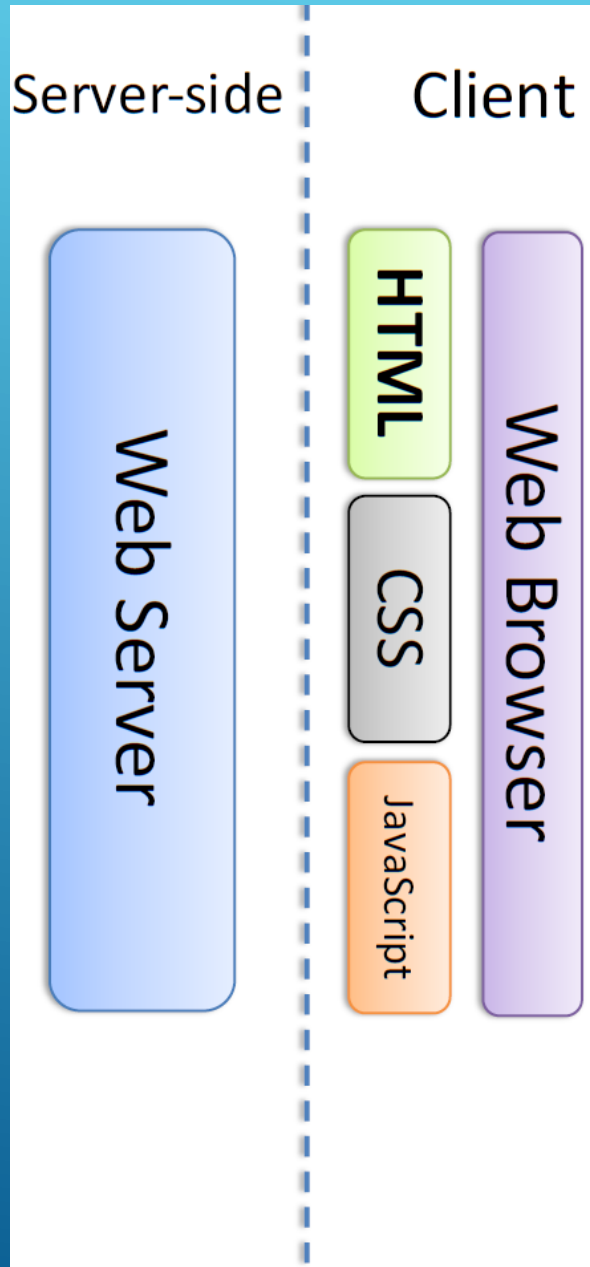 Server-side
Client
Web Server
HTML
CSS
JavaScript
Web Browser